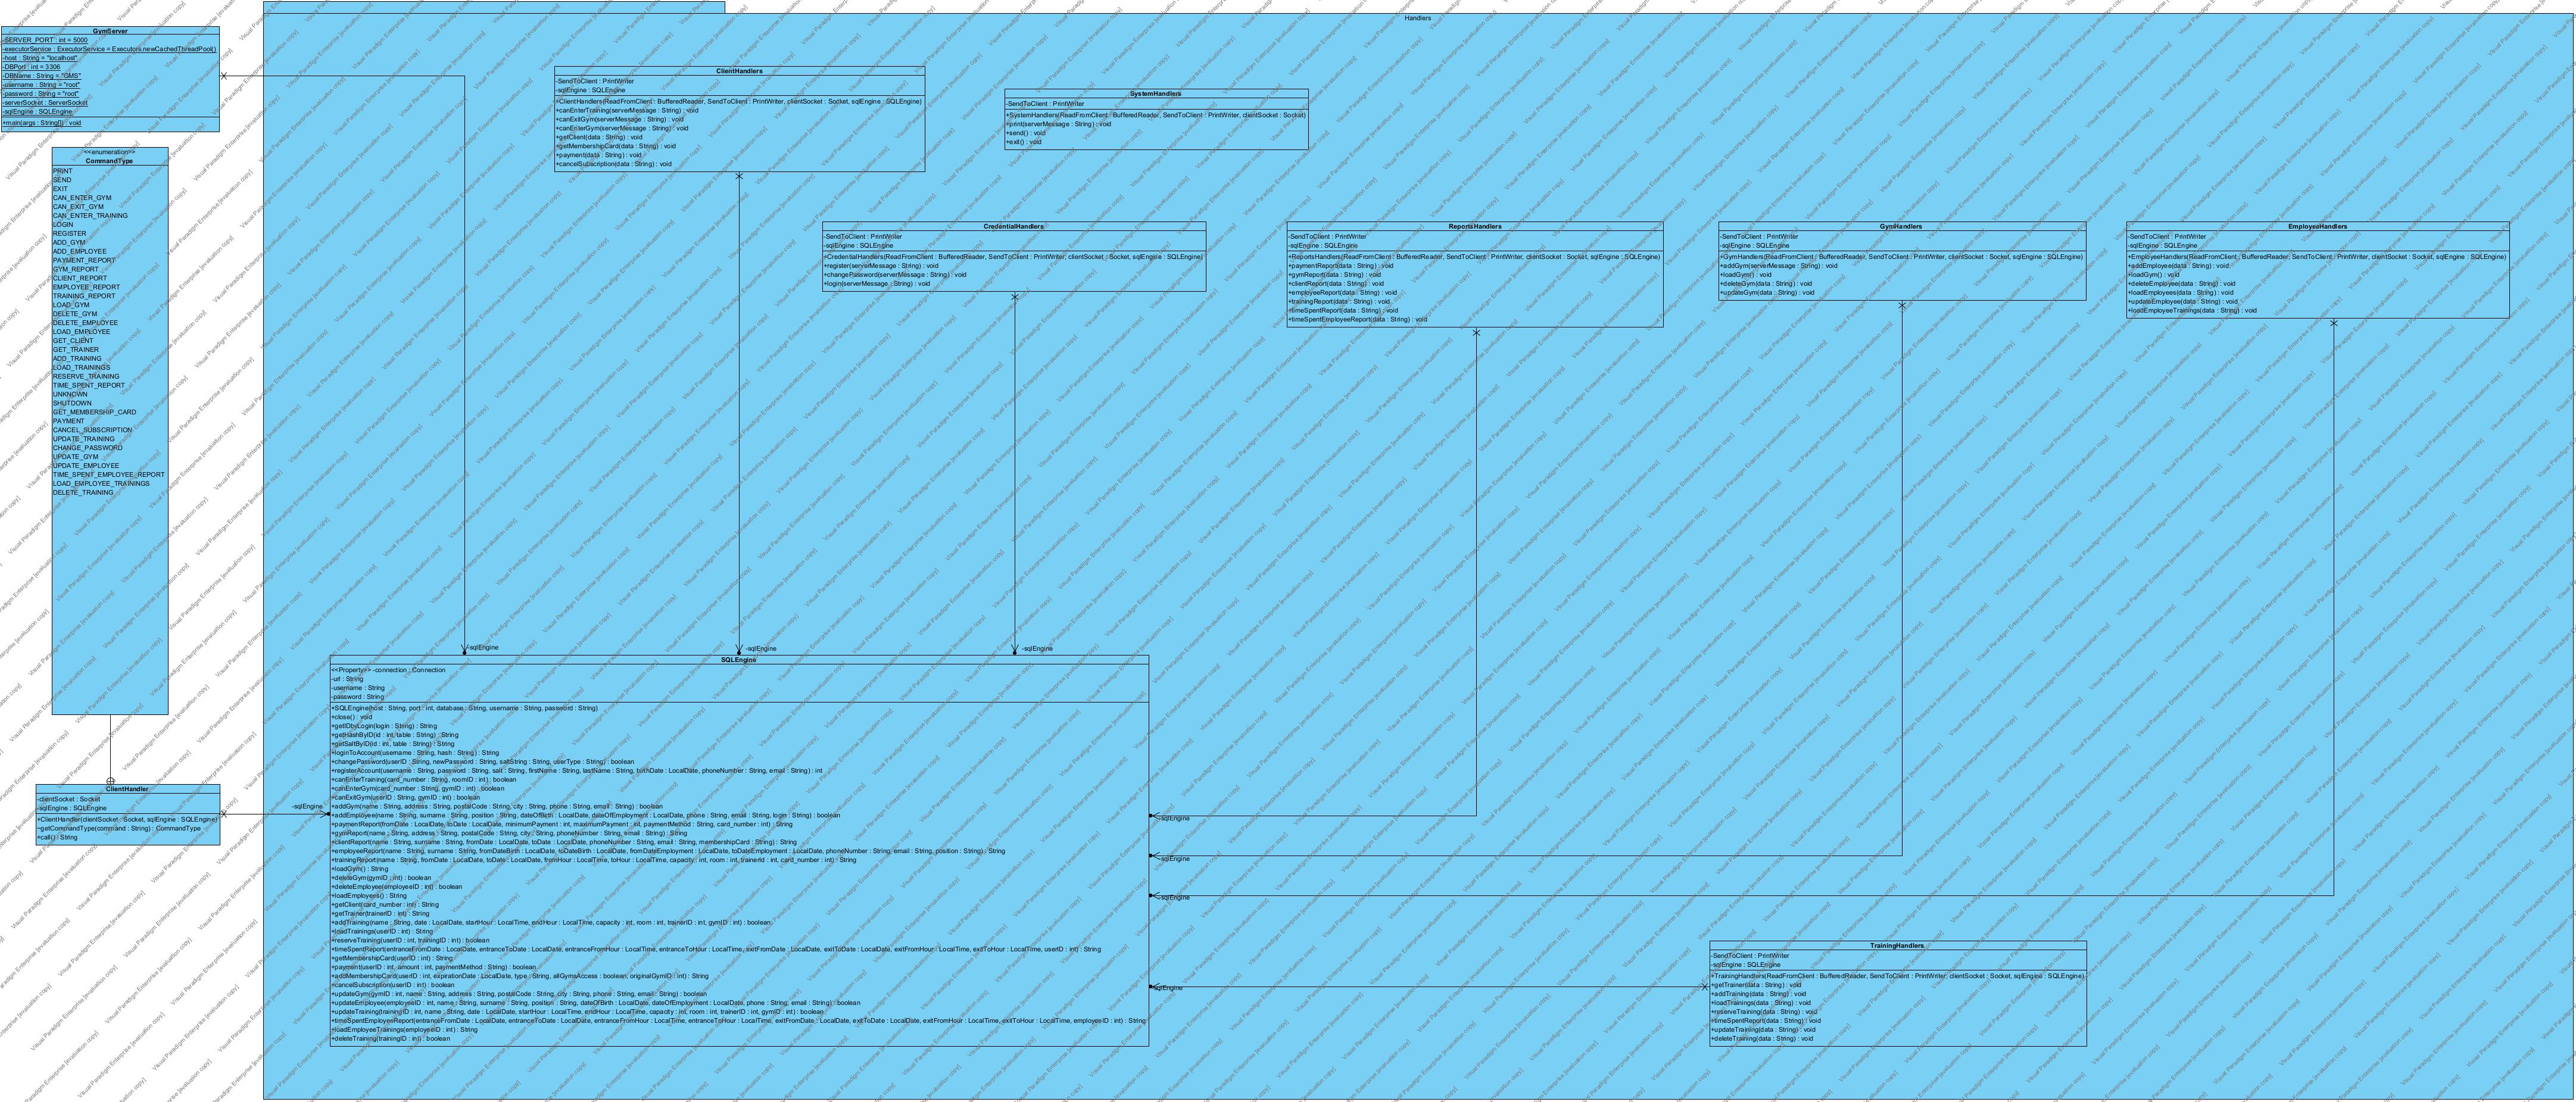 Handlers
GymServer
-SERVER_PORT : int = 5000
-executorService : ExecutorService = Executors.newCachedThreadPool()
-host : String = "localhost"
-DBPort : int = 3306
-DBName : String = "GMS"
-username : String = "root"
-password : String = "root"
-serverSocket : ServerSocket
-sqlEngine : SQLEngine
+main(args : String[]) : void
<<enumeration>>
CommandType
PRINT
SEND
EXIT
CAN_ENTER_GYM
CAN_EXIT_GYM
CAN_ENTER_TRAINING
LOGIN
REGISTER
ADD_GYM
ADD_EMPLOYEE
PAYMENT_REPORT
GYM_REPORT
CLIENT_REPORT
EMPLOYEE_REPORT
TRAINING_REPORT
LOAD_GYM
DELETE_GYM
DELETE_EMPLOYEE
LOAD_EMPLOYEE
GET_CLIENT
GET_TRAINER
ADD_TRAINING
LOAD_TRAININGS
RESERVE_TRAINING
TIME_SPENT_REPORT
UNKNOWN
SHUTDOWN
GET_MEMBERSHIP_CARD
PAYMENT
CANCEL_SUBSCRIPTION
UPDATE_TRAINING
CHANGE_PASSWORD
UPDATE_GYM
UPDATE_EMPLOYEE
TIME_SPENT_EMPLOYEE_REPORT
LOAD_EMPLOYEE_TRAININGS
DELETE_TRAINING
ClientHandler
-clientSocket : Socket
-sqlEngine : SQLEngine
+ClientHandler(clientSocket : Socket, sqlEngine : SQLEngine)
~getCommandType(command : String) : CommandType
+call() : String
ClientHandlers
-SendToClient : PrintWriter
-sqlEngine : SQLEngine
+ClientHandlers(ReadFromClient : BufferedReader, SendToClient : PrintWriter, clientSocket : Socket, sqlEngine : SQLEngine)
+canEnterTraining(serverMessage : String) : void
+canExitGym(serverMessage : String) : void
+canEnterGym(serverMessage : String) : void
+getClient(data : String) : void
+getMembershipCard(data : String) : void
+payment(data : String) : void
+cancelSubscription(data : String) : void
SystemHandlers
-SendToClient : PrintWriter
+SystemHandlers(ReadFromClient : BufferedReader, SendToClient : PrintWriter, clientSocket : Socket)
+print(serverMessage : String) : void
+send() : void
+exit() : void
CredentialHandlers
-SendToClient : PrintWriter
-sqlEngine : SQLEngine
+CredentialHandlers(ReadFromClient : BufferedReader, SendToClient : PrintWriter, clientSocket : Socket, sqlEngine : SQLEngine)
+register(serverMessage : String) : void
+changePassword(serverMessage : String) : void
+login(serverMessage : String) : void
ReportsHandlers
-SendToClient : PrintWriter
-sqlEngine : SQLEngine
+ReportsHandlers(ReadFromClient : BufferedReader, SendToClient : PrintWriter, clientSocket : Socket, sqlEngine : SQLEngine)
+paymentReport(data : String) : void
+gymReport(data : String) : void
+clientReport(data : String) : void
+employeeReport(data : String) : void
+trainingReport(data : String) : void
+timeSpentReport(data : String) : void
+timeSpentEmployeeReport(data : String) : void
GymHandlers
-SendToClient : PrintWriter
-sqlEngine : SQLEngine
+GymHandlers(ReadFromClient : BufferedReader, SendToClient : PrintWriter, clientSocket : Socket, sqlEngine : SQLEngine)
+addGym(serverMessage : String) : void
+loadGym() : void
+deleteGym(data : String) : void
+updateGym(data : String) : void
EmployeeHandlers
-SendToClient : PrintWriter
-sqlEngine : SQLEngine
+EmployeeHandlers(ReadFromClient : BufferedReader, SendToClient : PrintWriter, clientSocket : Socket, sqlEngine : SQLEngine)
+addEmployee(data : String) : void
+loadGym() : void
+deleteEmployee(data : String) : void
+loadEmployees(data : String) : void
+updateEmployee(data : String) : void
+loadEmployeeTrainings(data : String) : void
-sqlEngine
-sqlEngine
-sqlEngine
-sqlEngine
SQLEngine
<<Property>> -connection : Connection
-url : String
-username : String
-password : String
+SQLEngine(host : String, port : int, database : String, username : String, password : String)
+close() : void
+getIDbyLogin(login : String) : String
+getHashByID(id : int, table : String) : String
+getSaltByID(id : int, table : String) : String
+loginToAccount(username : String, hash : String) : String
+changePassword(userID : String, newPassword : String, saltString : String, userType : String) : boolean
+registerAccount(username : String, password : String, salt : String, firstName : String, lastName : String, birthDate : LocalDate, phoneNumber : String, email : String) : int
+canEnterTraining(card_number : String, roomID : int) : boolean
+canEnterGym(card_number : String, gymID : int) : boolean
+canExitGym(userID : String, gymID : int) : boolean
+addGym(name : String, address : String, postalCode : String, city : String, phone : String, email : String) : boolean
+addEmployee(name : String, surname : String, position : String, dateOfBirth : LocalDate, dateOfEmployment : LocalDate, phone : String, email : String, login : String) : boolean
+paymentReport(fromDate : LocalDate, toDate : LocalDate, minimumPayment : int, maximumPayment : int, paymentMethod : String, card_number : int) : String
+gymReport(name : String, address : String, postalCode : String, city : String, phoneNumber : String, email : String) : String
+clientReport(name : String, surname : String, fromDate : LocalDate, toDate : LocalDate, phoneNumber : String, email : String, membershipCard : String) : String
+employeeReport(name : String, surname : String, fromDateBirth : LocalDate, toDateBirth : LocalDate, fromDateEmployment : LocalDate, toDateEmployment : LocalDate, phoneNumber : String, email : String, position : String) : String
+trainingReport(name : String, fromDate : LocalDate, toDate : LocalDate, fromHour : LocalTime, toHour : LocalTime, capacity : int, room : int, trainerId : int, card_number : int) : String
+loadGym() : String
+deleteGym(gymID : int) : boolean
+deleteEmployee(employeeID : int) : boolean
+loadEmployers() : String
+getClient(card_number : int) : String
+getTrainer(trainerID : int) : String
+addTraining(name : String, date : LocalDate, startHour : LocalTime, endHour : LocalTime, capacity : int, room : int, trainerID : int, gymID : int) : boolean
+loadTrainings(userID : int) : String
+reserveTraining(userID : int, trainingID : int) : boolean
+timeSpentReport(entranceFromDate : LocalDate, entranceToDate : LocalDate, entranceFromHour : LocalTime, entranceToHour : LocalTime, exitFromDate : LocalDate, exitToDate : LocalDate, exitFromHour : LocalTime, exitToHour : LocalTime, userID : int) : String
+getMembershipCard(userID : int) : String
+payment(userID : int, amount : int, paymentMethod : String) : boolean
+addMembershipCard(userID : int, expirationDate : LocalDate, type : String, allGymsAccess : boolean, originalGymID : int) : String
+cancelSubscription(userID : int) : boolean
+updateGym(gymID : int, name : String, address : String, postalCode : String, city : String, phone : String, email : String) : boolean
+updateEmployee(employeeID : int, name : String, surname : String, position : String, dateOfBirth : LocalDate, dateOfEmployment : LocalDate, phone : String, email : String) : boolean
+updateTraining(trainingID : int, name : String, date : LocalDate, startHour : LocalTime, endHour : LocalTime, capacity : int, room : int, trainerID : int, gymID : int) : boolean
+timeSpentEmployeeReport(entranceFromDate : LocalDate, entranceToDate : LocalDate, entranceFromHour : LocalTime, entranceToHour : LocalTime, exitFromDate : LocalDate, exitToDate : LocalDate, exitFromHour : LocalTime, exitToHour : LocalTime, employeeID : int) : String
+loadEmployeeTrainings(employeeID : int) : String
+deleteTraining(trainingID : int) : boolean
-sqlEngine
-sqlEngine
-sqlEngine
-sqlEngine
TrainingHandlers
-SendToClient : PrintWriter
-sqlEngine : SQLEngine
+TrainingHandlers(ReadFromClient : BufferedReader, SendToClient : PrintWriter, clientSocket : Socket, sqlEngine : SQLEngine)
+getTrainer(data : String) : void
+addTraining(data : String) : void
+loadTrainings(data : String) : void
+reserveTraining(data : String) : void
+timeSpentReport(data : String) : void
+updateTraining(data : String) : void
+deleteTraining(data : String) : void
Visual Paradigm Enterprise [evaluation copy]